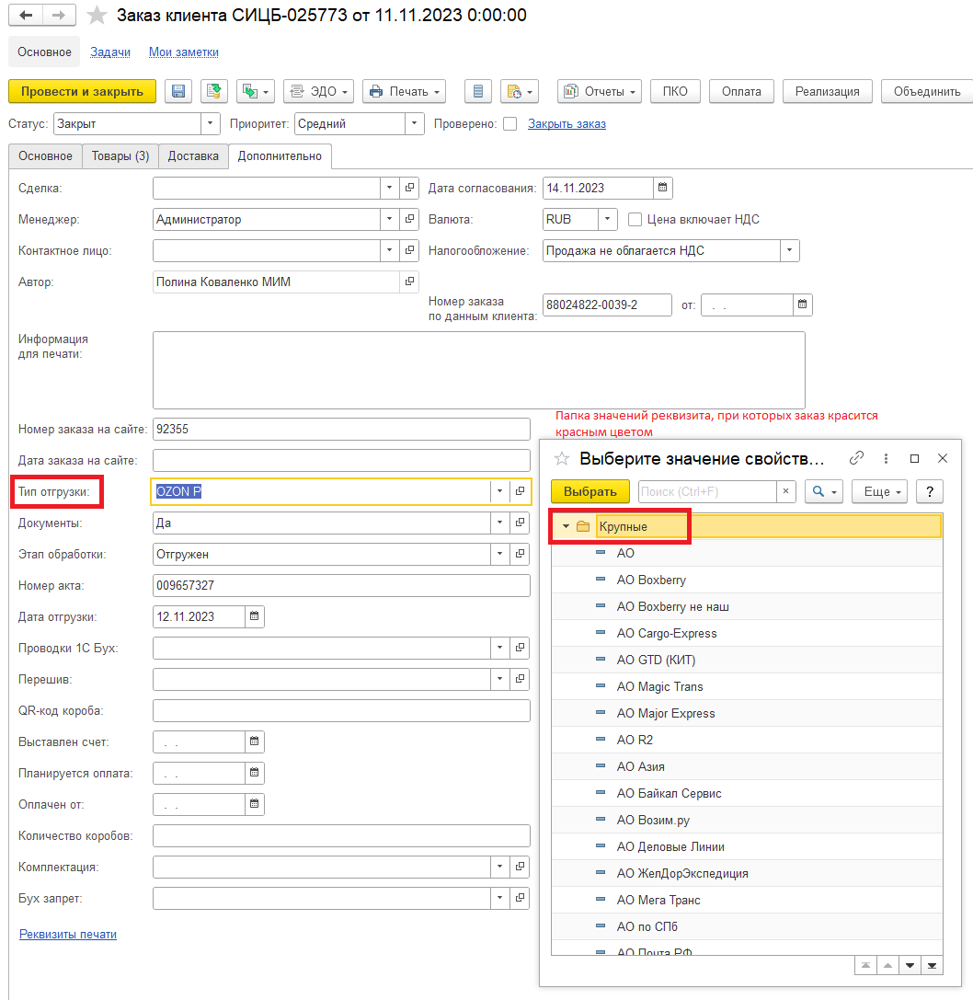 Заказ клиента СИЦБ-025773 от 11.11.2023 0:00:00
Основное Задачи Мои заметки
Провести и закрыть ЭДО Печать Отчеты ПКО Оплата Реализация Объединить
Статус: Закрыт Приоритет: Средний Проверено: Закрыть заказ
Основное Товары (3) Доставка Дополнительно
Сделка: Дата согласования: 14.11.2023
Менеджер: Администратор Валюта: RUB Цена включает НДС
Контактное лицо: Налогообложение: Продажа не облагается НДС
Автор: Полина Коваленко МИМ
Номер заказа
по данным клиента: 88024822-0039-2 от: . .
Информация
для печати:
Номер заказа на сайте: 92355
Дата заказа на сайте:
Тип отгрузки: OZON P
Документы: Да
Этап обработки: Отгружен
Номер акта: 009657327
Дата отгрузки: 12.11.2023
Проводки 1С Бух:
Перешив:
QR-код короба:
Выставлен счет: . .
Планируется оплата: . .
Оплачен от: . .
Количество коробов:
Комплектация:
Бух запрет:
Реквизиты печати
Папка значений реквизита, при которых заказ красится
красным цветом
Выберите значение свойств...
Выбрать Поиск (Ctrl+F) × Еще ?
Крупные
АО
АО Boxberry
АО Boxberry не наш
АО Cargo-Express
АО GTD (КИТ)
АО Magic Trans
АО Major Express
АО R2
АО Азия
АО Байкал Сервис
АО Возим.ру
АО Деловые Линии
АО ЖелДорЭкспедиция
АО Мега Транс
АО по СПб
АО Почта РФ